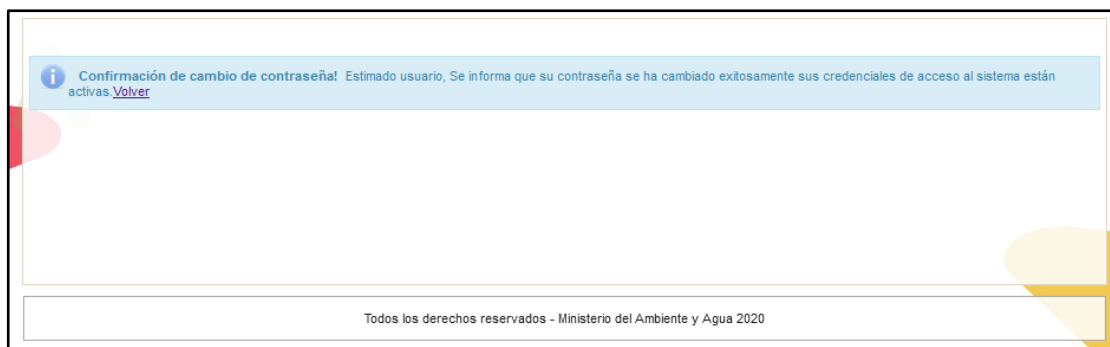 Confirmación de cambio de contraseña! Estimado usuario, Se informa que su contraseña se ha cambiado exitosamente sus credenciales de acceso al sistema están
activas.Volver
Todos los derechos reservados - Ministerio del Ambiente y Agua 2020